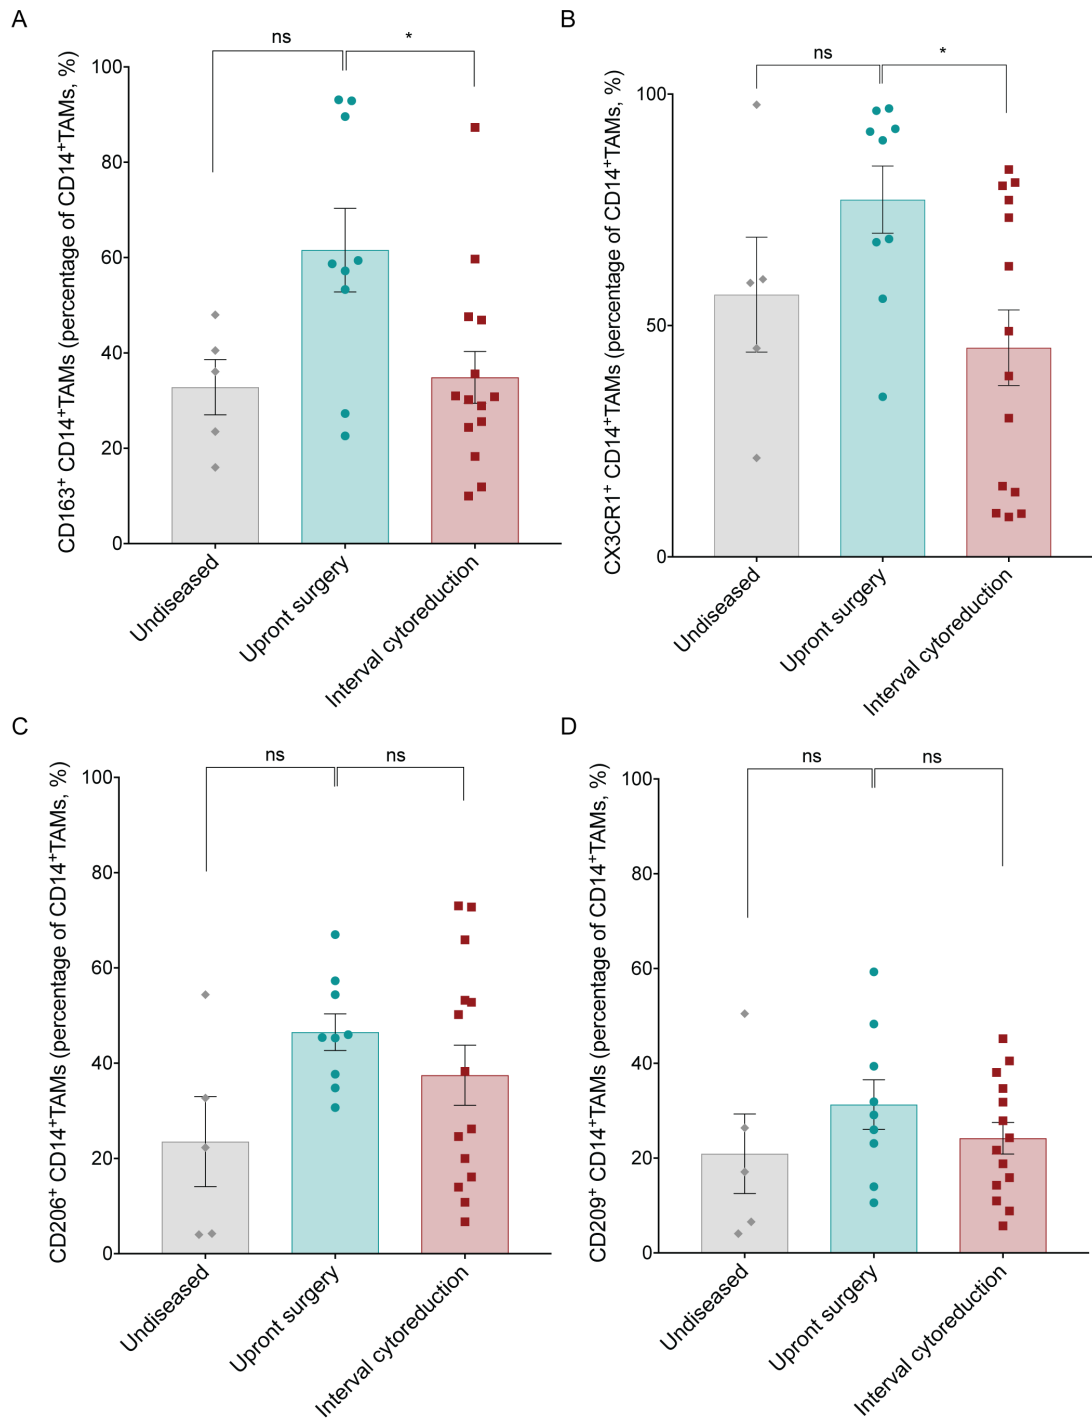 A
ns
*
CD163⁺ CD14⁺TAMs (percentage of CD14⁺TAMs, %)
100
80
60
40
20
0
Undiseased
Upront surgery
Interval cytoreduction
B
ns
*
CX3CR1⁺ CD14⁺TAMs (percentage of CD14⁺TAMs, %)
100
50
0
Undiseased
Upront surgery
Interval cytoreduction
C
ns
ns
CD206⁺ CD14⁺TAMs (percentage of CD14⁺TAMs, %)
100
80
60
40
20
0
Undiseased
Upront surgery
Interval cytoreduction
D
ns
ns
CD209⁺ CD14⁺TAMs (percentage of CD14⁺TAMs, %)
100
80
60
40
20
0
Undiseased
Upront surgery
Interval cytoreduction